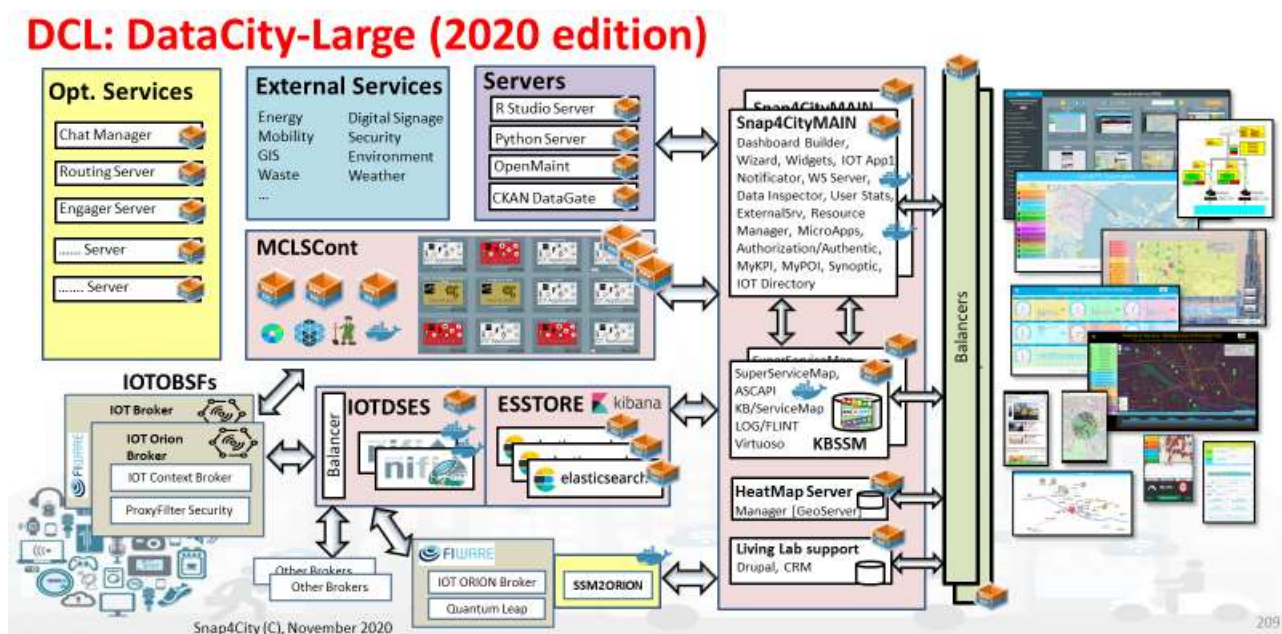 DCL: DataCity-Large (2020 edition)
Opt. Services
Chat Manager
Routing Server
Engager Server
...... Server
....... Server
External Services
Energy
Mobility
GIS
Waste
...
Digital Signage
Security
Environment
Weather
Servers
R Studio Server
Python Server
OpenMaint
CKAN DataGate
MCLSCont
Snap4CityMAIN
Snap4CityMAIN
Dashboard Builder,
Wizard, Widgets, IOT App1
Notificator, WS Server,
Data Inspector, User Stats,
ExternalSrv, Resource
Manager, MicroApps,
Authorization/Authentic,
MyKPI, MyPOI, Synoptic,
IOT Directory
SuperServiceMap
SuperServiceMap,
ASCAPI
KB/ServiceMap
LOG/FLINT
Virtuoso
KBSSM
HeatMap Server
Manager [GeoServer]
Living Lab support
Drupal, CRM
Balancers
IOTOBSFs
IOT Broker
IOT Orion
Broker
IOT Context Broker
ProxyFilter Security
FIWARE
Balancer
IOTDSES
nifi
ESSTORE
kibana
elasticsearch
Other Brokers
Other Brokers
FIWARE
IOT ORION Broker
Quantum Leap
SSM2ORION
Snap4City (C), November 2020
209